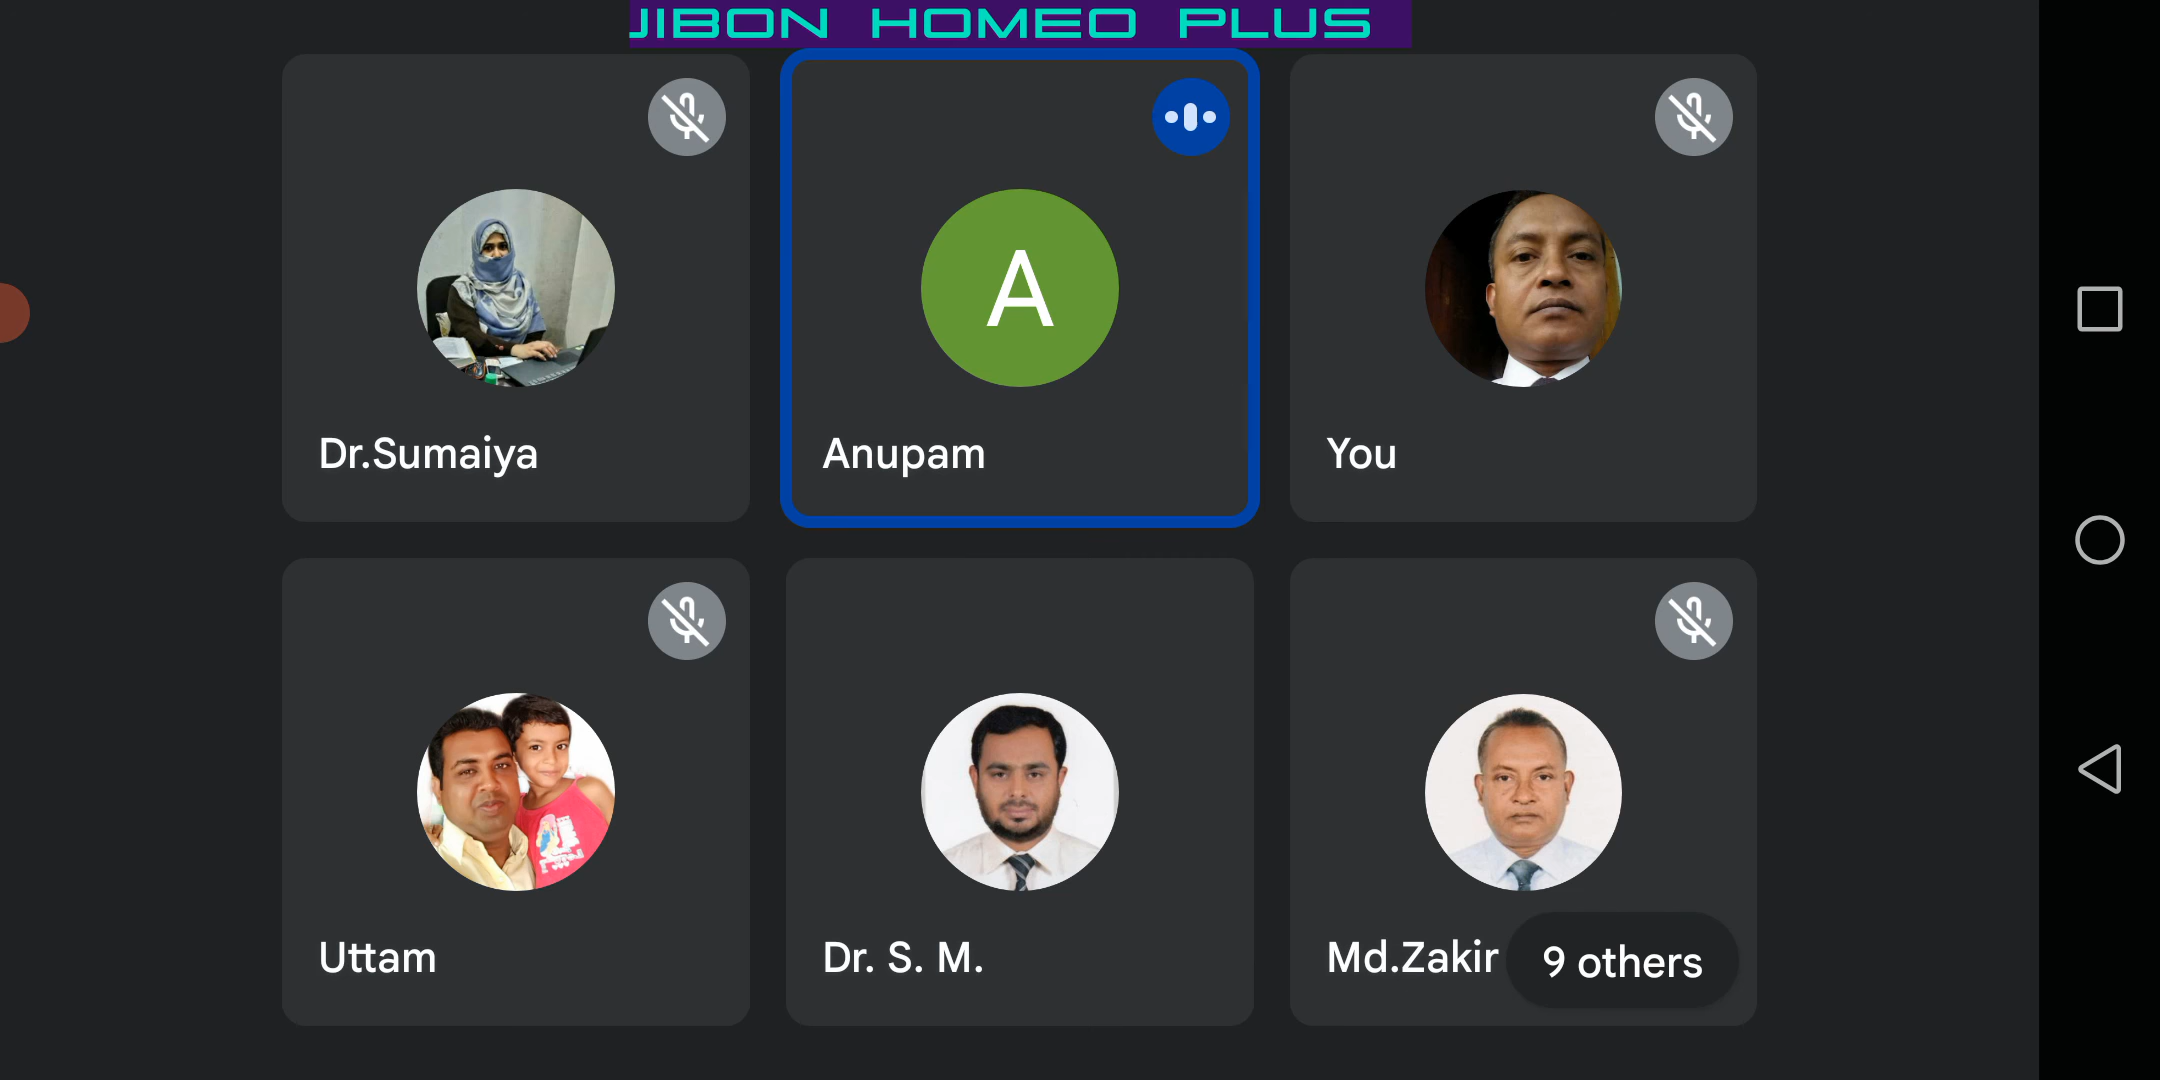 JIBON HOMEO PLUS
A
Dr.Sumaiya
Anupam
You
Uttam
Dr. S. M.
Md.Zakir
9 others